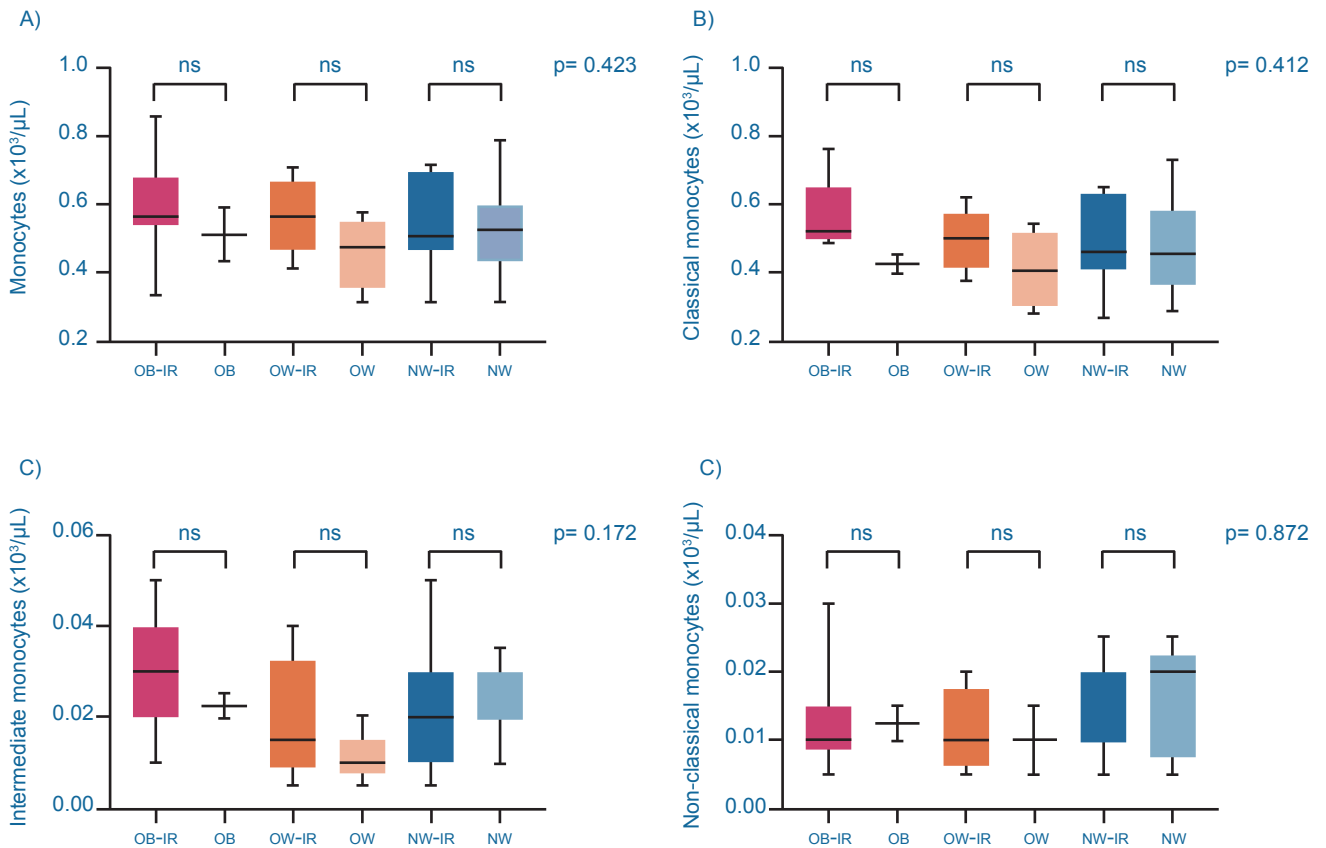 A)
Monocytes (x10³/µL)
1.0
0.8
0.6
0.4
0.2
ns
ns
ns
p= 0.423
OB-IR
OB
OW-IR
OW
NW-IR
NW
B)
Classical monocytes (x10³/µL)
1.0
0.8
0.6
0.4
0.2
ns
ns
ns
p= 0.412
OB-IR
OB
OW-IR
OW
NW-IR
NW
C)
Intermediate monocytes (x10³/µL)
0.06
0.04
0.02
0.00
ns
ns
ns
p= 0.172
OB-IR
OB
OW-IR
OW
NW-IR
NW
C)
Non-classical monocytes (x10³/µL)
0.04
0.03
0.02
0.01
0.00
ns
ns
ns
p= 0.872
OB-IR
OB
OW-IR
OW
NW-IR
NW